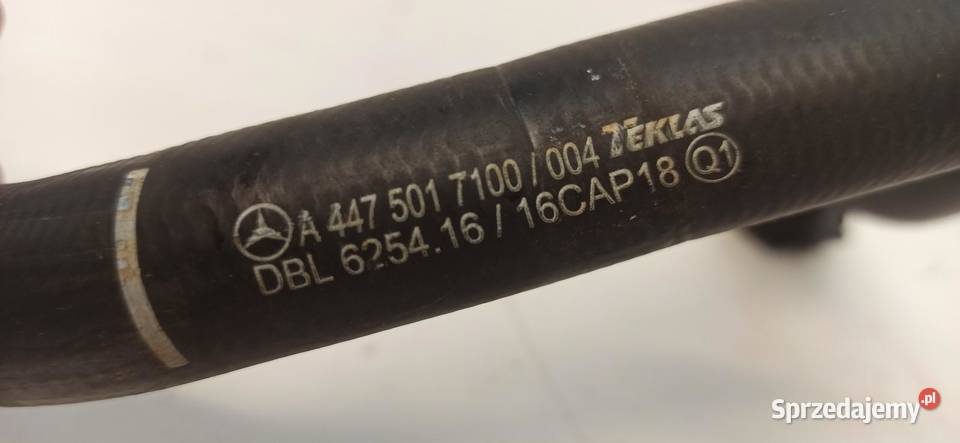 A 447 501 7100 / 004 TEKLAS
DBL 6254.16 / 16CAP18 Q1
Sprzedajemy.pl